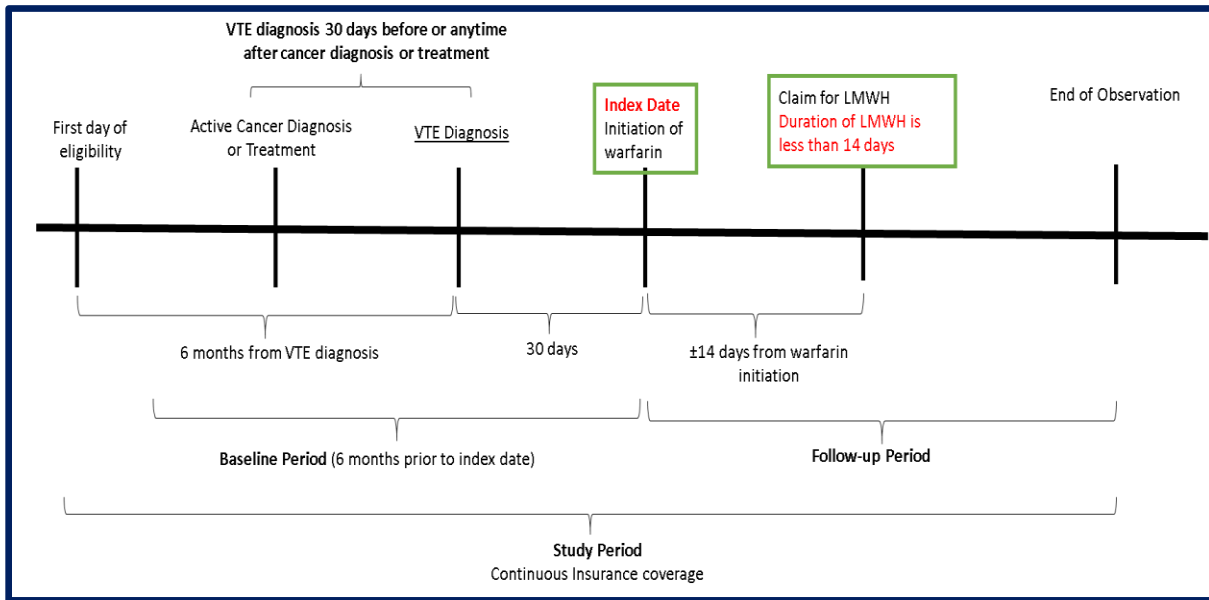 VTE diagnosis 30 days before or anytime
after cancer diagnosis or treatment
First day of
eligibility
Active Cancer Diagnosis
or Treatment
VTE Diagnosis
Index Date
Initiation of
warfarin
Claim for LMWH
Duration of LMWH is
less than 14 days
End of Observation
6 months from VTE diagnosis
30 days
±14 days from warfarin
initiation
Baseline Period (6 months prior to index date)
Follow-up Period
Study Period
Continuous Insurance coverage